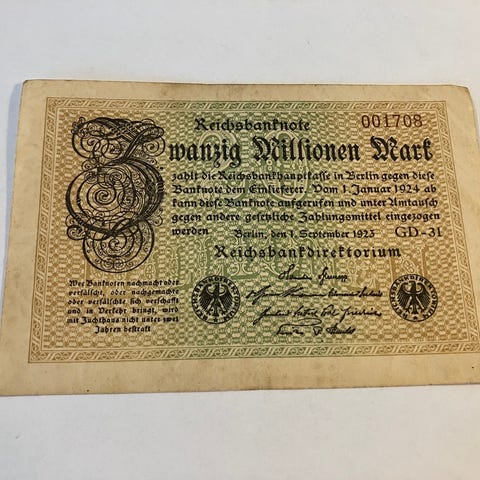 Reichsbanknote 001708
Zwanzig Millionen Mark
zahlt die Reichsbankhauptkasse in Berlin gegen diese
Banknote dem Einlieferer. Vom 1. Januar 1924 ab
kann diese Banknote aufgerufen und unter Umtausch
gegen andere gesetzliche Zahlungsmittel eingezogen
werden Berlin, den 1. September 1923 GD-31
Reichsbankdirektorium
Wer Banknoten nachmacht oder
verfälscht, oder nachgemachte
oder verfälschte sich verschafft
und in Verkehr bringt, wird
mit Zuchthaus nicht unter zwei
Jahren bestraft